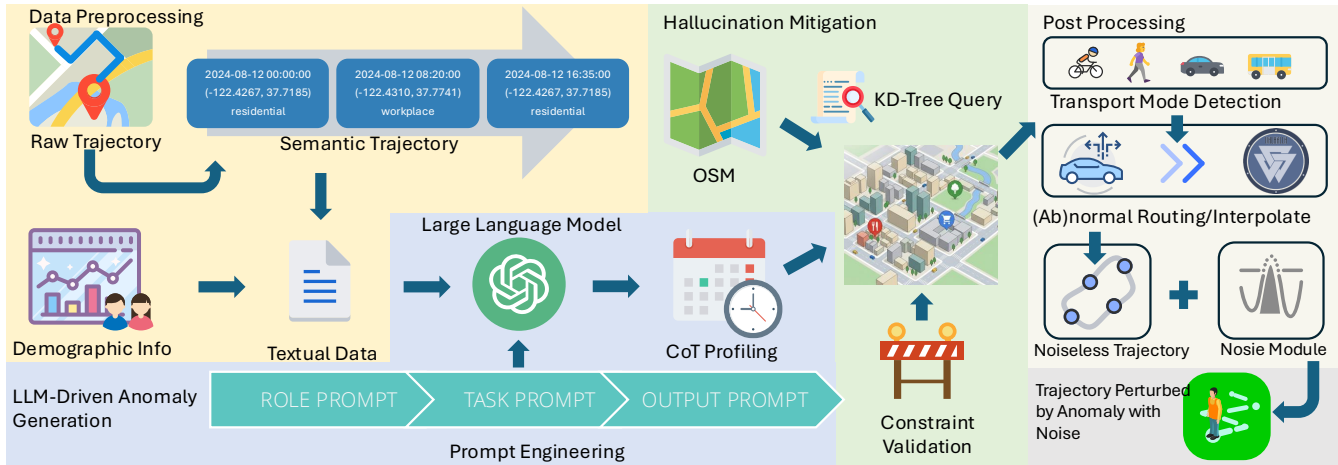 Data Preprocessing
2024-08-12 00:00:00
(-122.4267, 37.7185)
residential
2024-08-12 08:20:00
(-122.4310, 37.7741)
workplace
2024-08-12 16:35:00
(-122.4267, 37.7185)
residential
Raw Trajectory
Semantic Trajectory
Demographic Info
Textual Data
Large Language Model
CoT Profiling
LLM-Driven Anomaly
Generation
ROLE PROMPT
TASK PROMPT
OUTPUT PROMPT
Prompt Engineering
Hallucination Mitigation
KD-Tree Query
OSM
Constraint
Validation
Post Processing
Transport Mode Detection
(Ab)normal Routing/Interpolate
Noiseless Trajectory
Nosie Module
Trajectory Perturbed
by Anomaly with
Noise